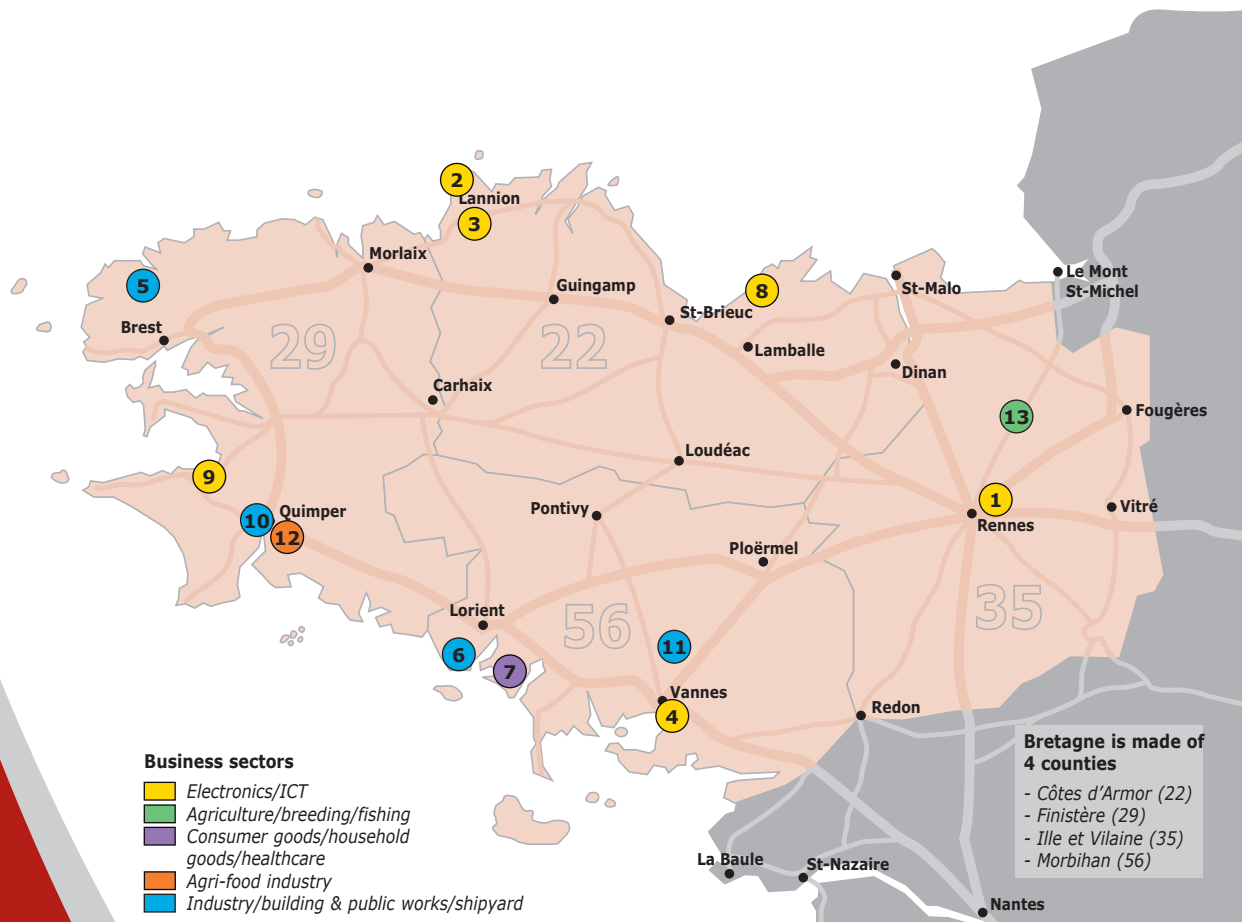 2
Lannion
3
Morlaix
5
Guingamp
8
St-Malo
Le Mont
St-Michel
St-Brieuc
Brest
29
22
Lamballe
Dinan
Carhaix
13
Fougères
Loudéac
9
1
Rennes
Vitré
Pontivy
10
Quimper
12
Ploërmel
Lorient
56
35
6
7
11
Vannes
4
Redon
Business sectors
Electronics/ICT
Agriculture/breeding/fishing
Consumer goods/household
goods/healthcare
Agri-food industry
Industry/building & public works/shipyard
Bretagne is made of
4 counties
- Côtes d'Armor (22)
- Finistère (29)
- Ille et Vilaine (35)
- Morbihan (56)
La Baule
St-Nazaire
Nantes